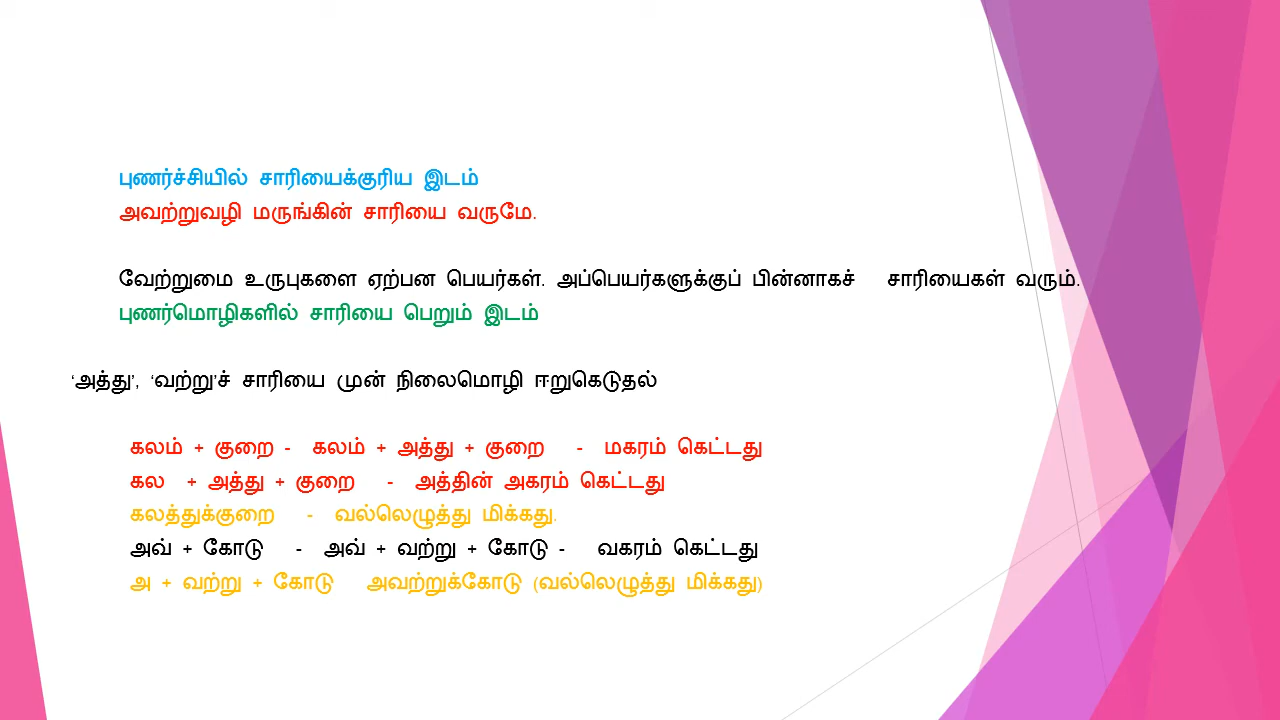 புணர்ச்சியில் சாரியைக்குரிய இடம்
அவற்றுவழி மருங்கின் சாரியை வருமே.
வேற்றுமை உருபுகளை ஏற்பன பெயர்கள். அப்பெயர்களுக்குப் பின்னாகச் சாரியைகள் வரும்.
புணர்மொழிகளில் சாரியை பெறும் இடம்
‘அத்து’, ‘வற்று’ச் சாரியை முன் நிலைமொழி ஈறுகெடுதல்
கலம் + குறை - கலம் + அத்து + குறை - மகரம் கெட்டது
கல + அத்து + குறை - அத்தின் அகரம் கெட்டது
கலத்துக்குறை - வல்லெழுத்து மிக்கது.
அவ் + கோடு - அவ் + வற்று + கோடு - வகரம் கெட்டது
அ + வற்று + கோடு அவற்றுக்கோடு (வல்லெழுத்து மிக்கது)